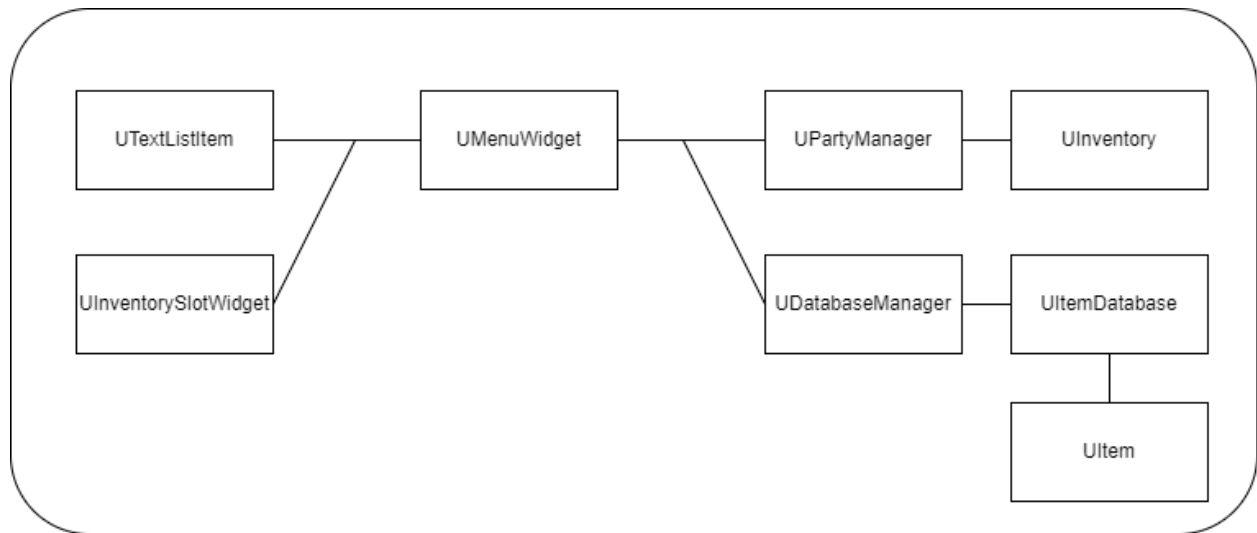 UTextListItem
UMenuWidget
UPartyManager
UInventory
UInventorySlotWidget
UDatabaseManager
UItemDatabase
UItem